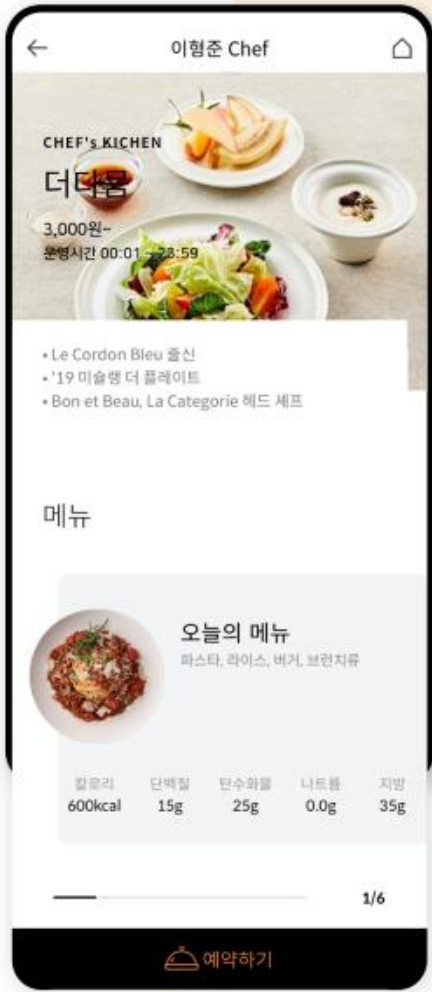 이형준 Chef
CHEF's KICHEN
더다봄
3,000원~
운영시간 00:01 ~ 23:59
• Le Cordon Bleu 출신
• '19 미슐랭 더 플레이트
• Bon et Beau, La Categorie 헤드 셰프
메뉴
오늘의 메뉴
파스타, 라이스, 버거, 브런치류
칼로리 단백질 탄수화물 나트륨 지방
600kcal 15g 25g 0.0g 35g
1/6
예약하기